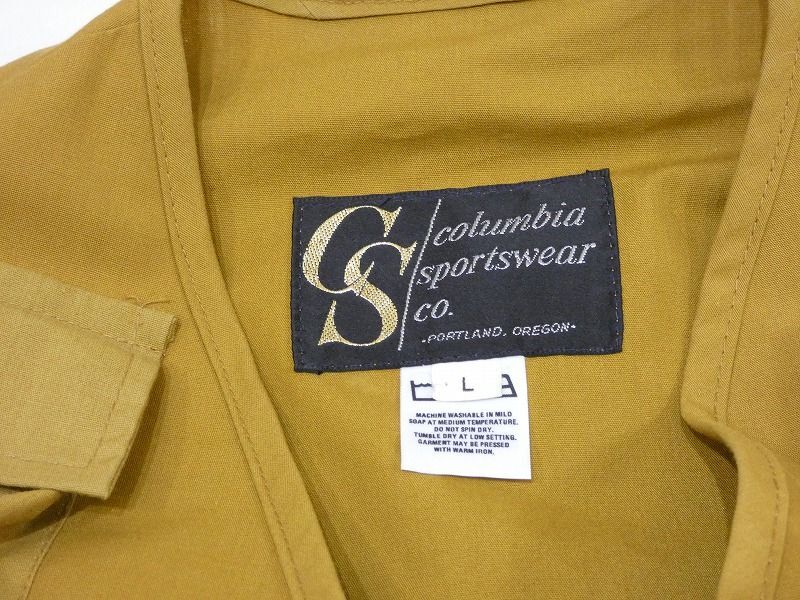 CS
columbia
sportswear
co.
-PORTLAND, OREGON-
L
MACHINE WASHABLE IN MILD
SOAP AT MEDIUM TEMPERATURE.
DO NOT SPIN DRY.
TUMBLE DRY AT LOW SETTING.
GARMENT MAY BE PRESSED
WITH WARM IRON.